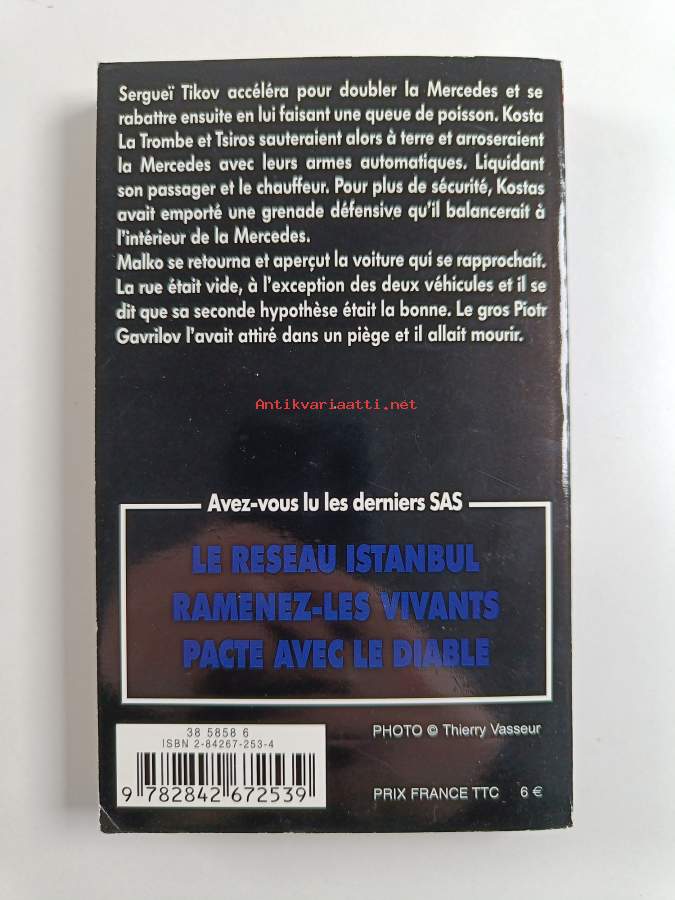 Sergueï Tikov accéléra pour doubler la Mercedes et se
rabattre ensuite en lui faisant une queue de poisson. Kosta
La Trombe et Tsiros sauteraient alors à terre et arroseraient
la Mercedes avec leurs armes automatiques. Liquidant
son passager et le chauffeur. Pour plus de sécurité, Kostas
avait emporté une grenade défensive qu'il balancerait à
l'intérieur de la Mercedes.
Malko se retourna et aperçut la voiture qui se rapprochait.
La rue était vide, à l'exception des deux véhicules et il se
dit que sa seconde hypothèse était la bonne. Le gros Piotr
Gavrilov l'avait attiré dans un piège et il allait mourir.
Antikvariaatti.net
Avez-vous lu les derniers SAS
LE RESEAU ISTANBUL
RAMENEZ-LES VIVANTS
PACTE AVEC LE DIABLE
38 5858 6
ISBN 2-84267-253-4
9 782842 672539
PHOTO © Thierry Vasseur
PRIX FRANCE TTC 6 €